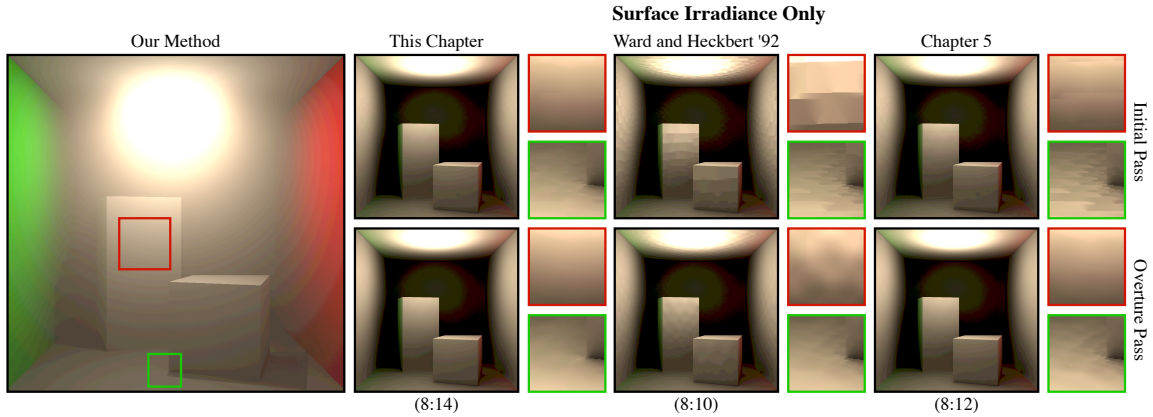 Surface Irradiance Only
Our Method
This Chapter
Ward and Heckbert '92
Chapter 5
Initial Pass
Overture Pass
(8:14)
(8:10)
(8:12)